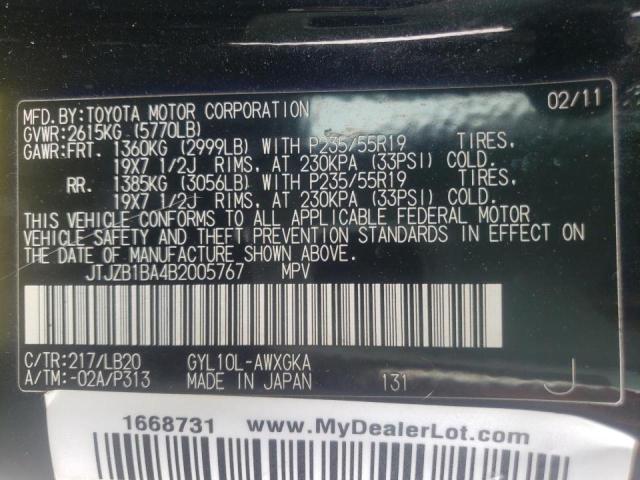 MFD.BY:TOYOTA MOTOR CORPORATION 02/11
GVWR:2615KG (5770LB)
GAWR:FRT. 1360KG (2999LB) WITH P235/55R19 TIRES,
19X7 1/2J RIMS, AT 230KPA (33PSI) COLD.
RR. 1385KG (3056LB) WITH P235/55R19 TIRES,
19X7 1/2J RIMS, AT 230KPA (33PSI) COLD.
THIS VEHICLE CONFORMS TO ALL APPLICABLE FEDERAL MOTOR
VEHICLE SAFETY AND THEFT PREVENTION STANDARDS IN EFFECT ON
THE DATE OF MANUFACTURE SHOWN ABOVE.
JTJZB1BA4B2005767 MPV
C/TR:217/LB20 GYL10L-AWXGKA
A/TM:-02A/P313 MADE IN JAPAN 131 J
1668731 www.MyDealerLot.com